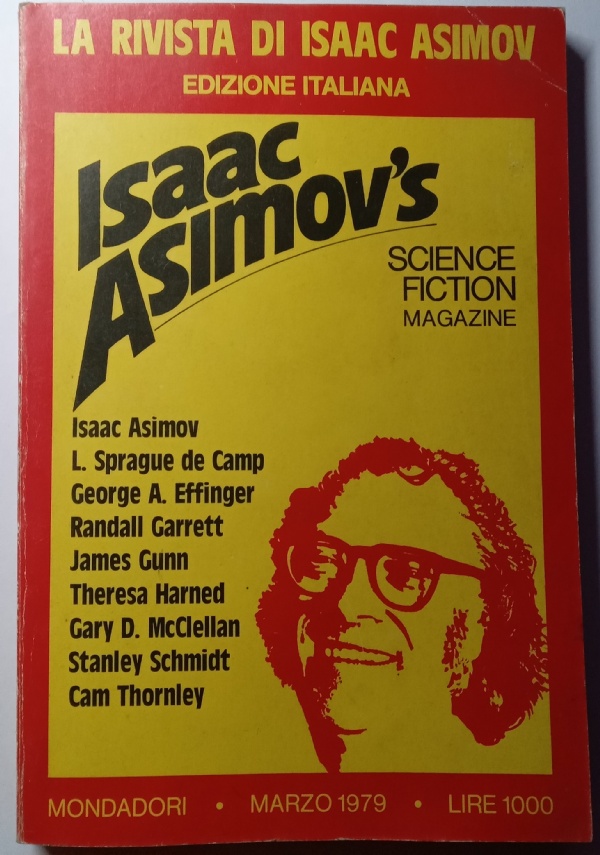 LA RIVISTA DI ISAAC ASIMOV
EDIZIONE ITALIANA
Isaac
Asimov's
SCIENCE
FICTION
MAGAZINE
Isaac Asimov
L. Sprague de Camp
George A. Effinger
Randall Garrett
James Gunn
Theresa Harned
Gary D. McClellan
Stanley Schmidt
Cam Thornley
MONDADORI • MARZO 1979 • LIRE 1000